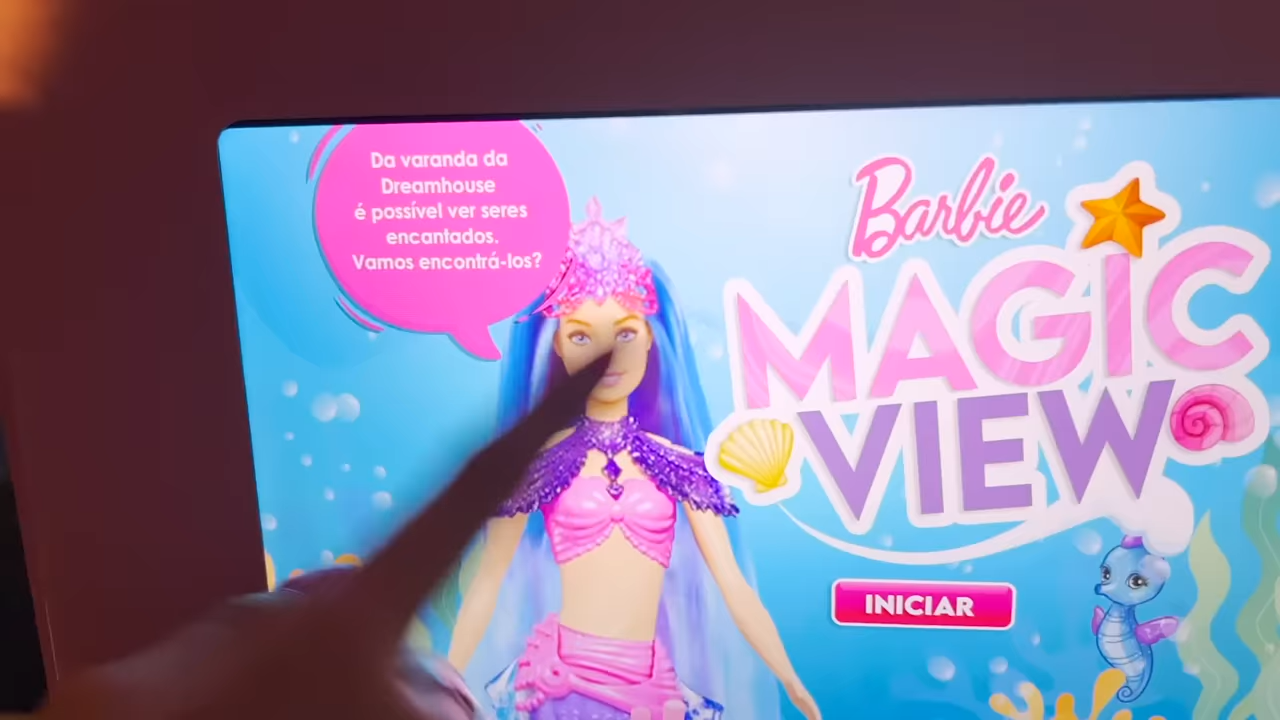 Da varanda da
Dreamhouse
é possível ver seres
encantados.
Vamos encontrá-los?
Barbie
MAGIC
VIEW
INICIAR